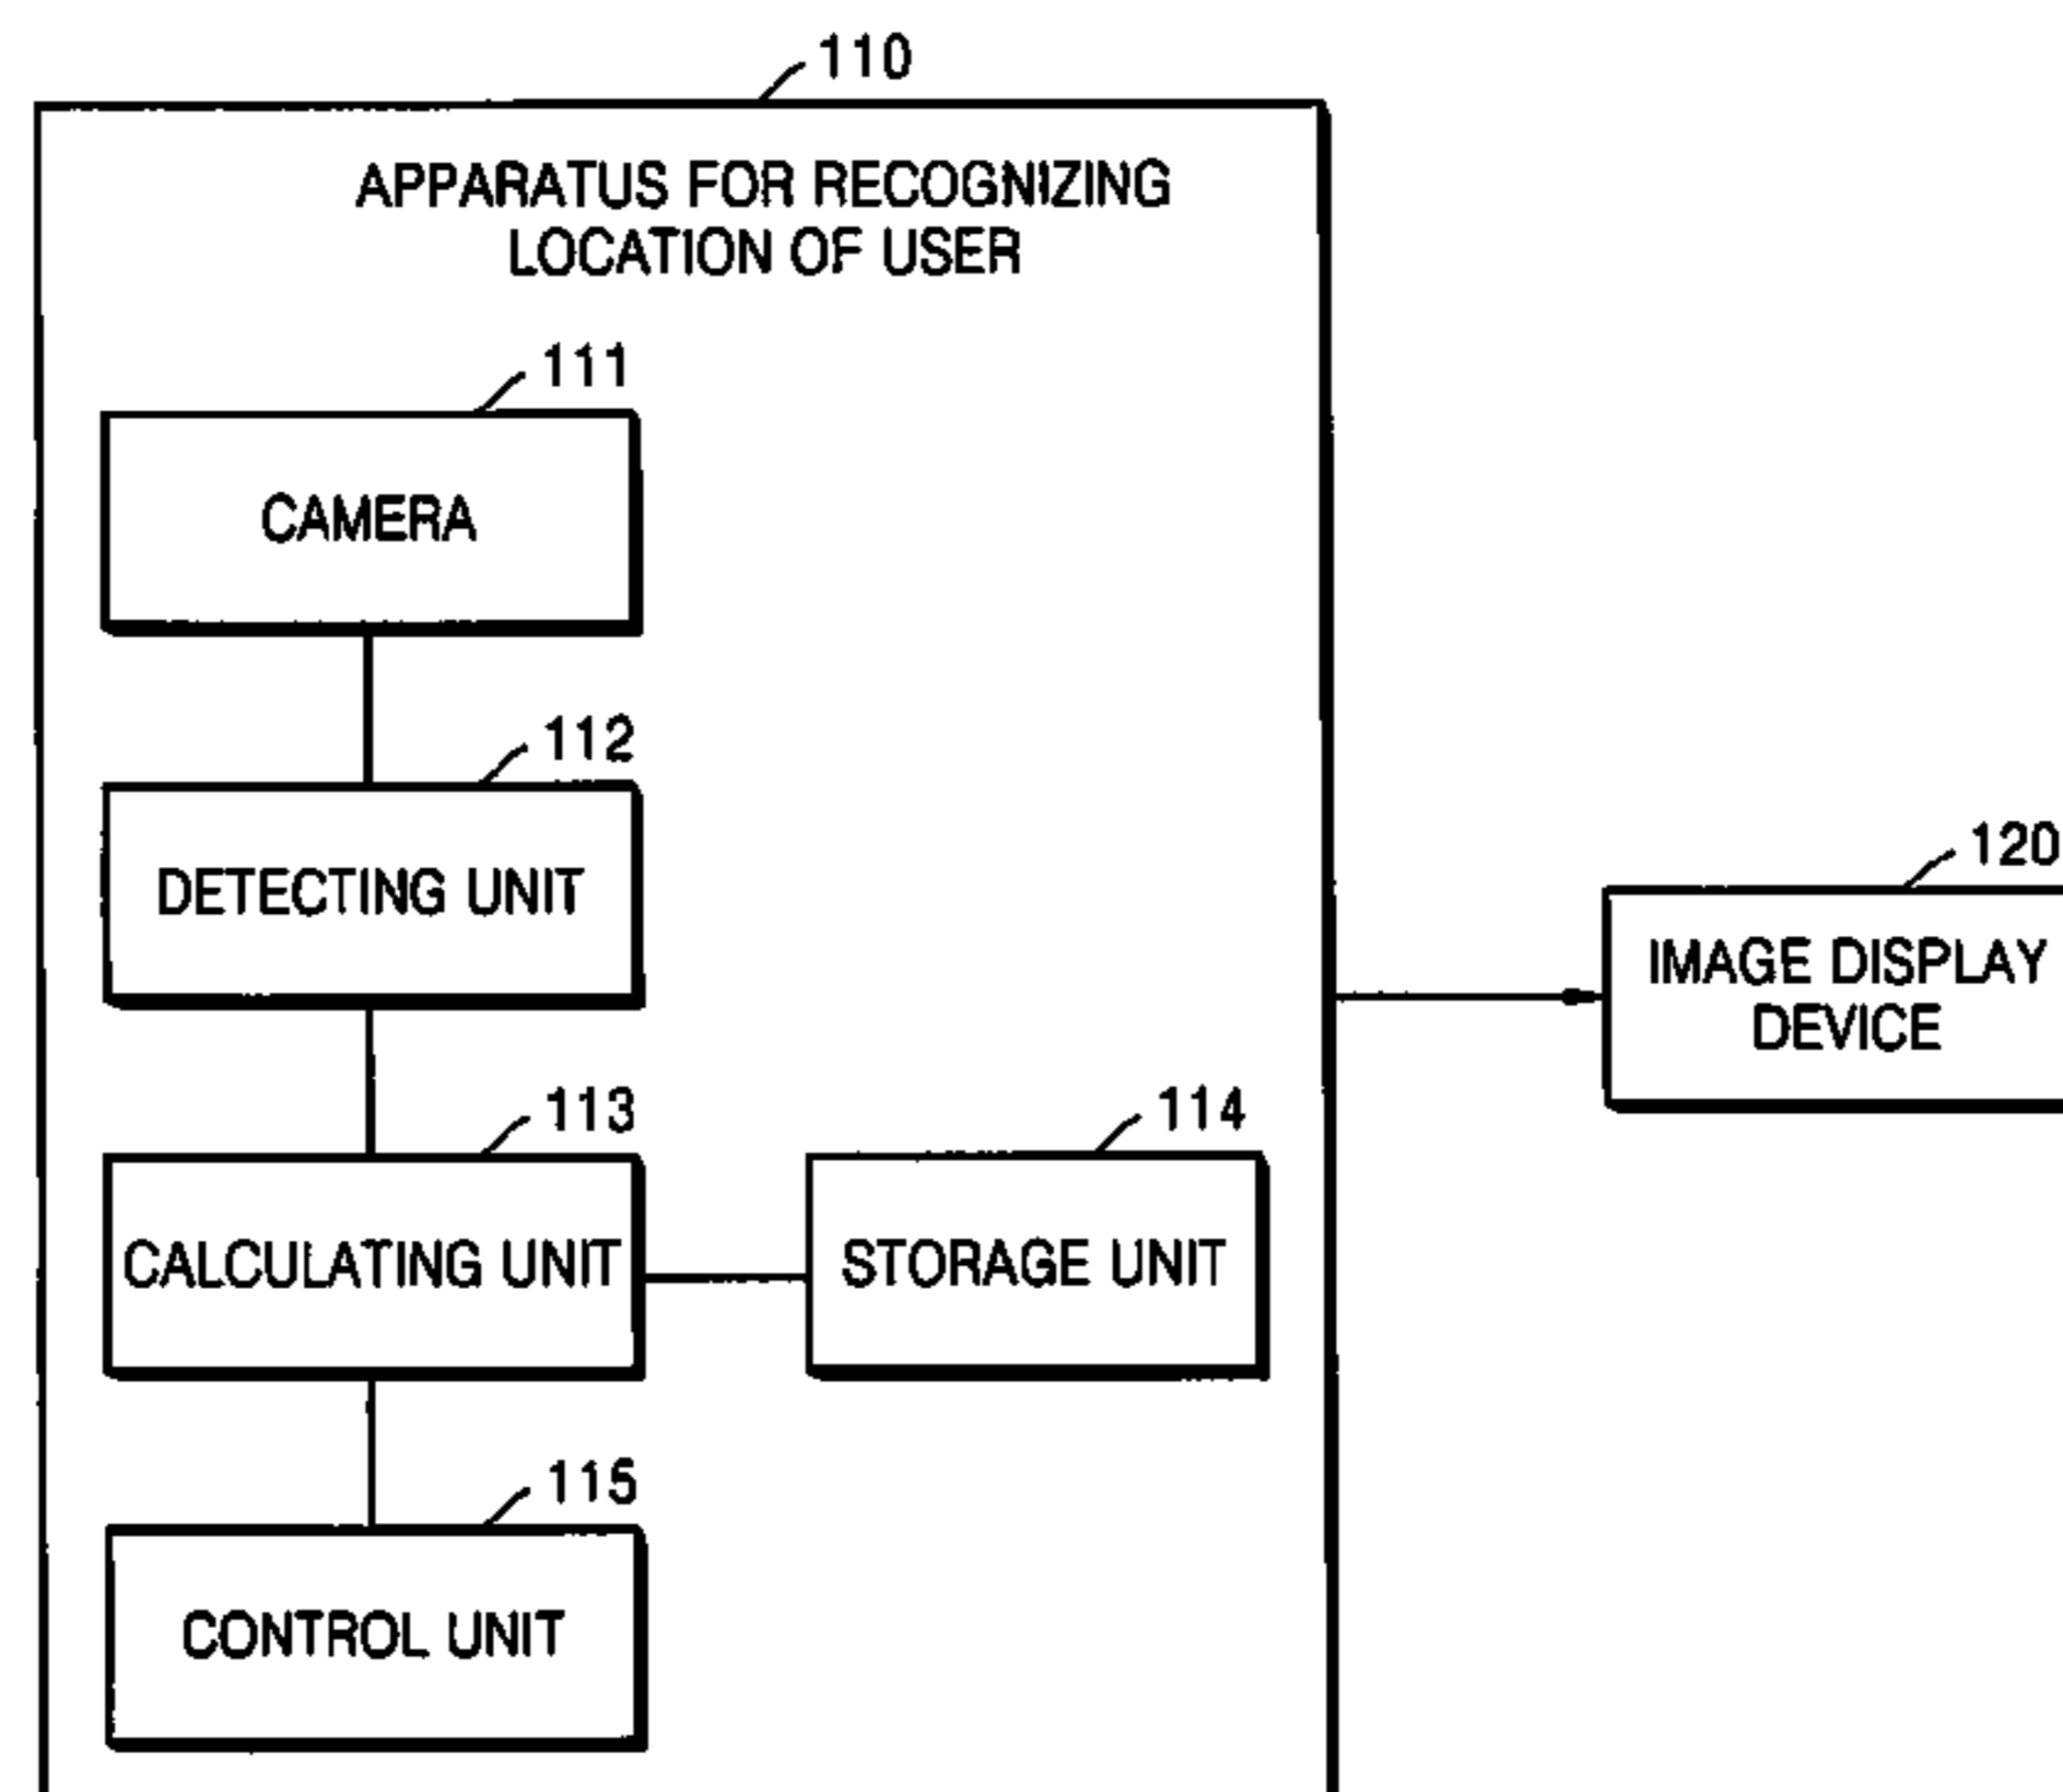 110
APPARATUS FOR RECOGNIZING
LOCATION OF USER
111
CAMERA
112
DETECTING UNIT
120
IMAGE DISPLAY
DEVICE
113
CALCULATING UNIT
114
STORAGE UNIT
115
CONTROL UNIT